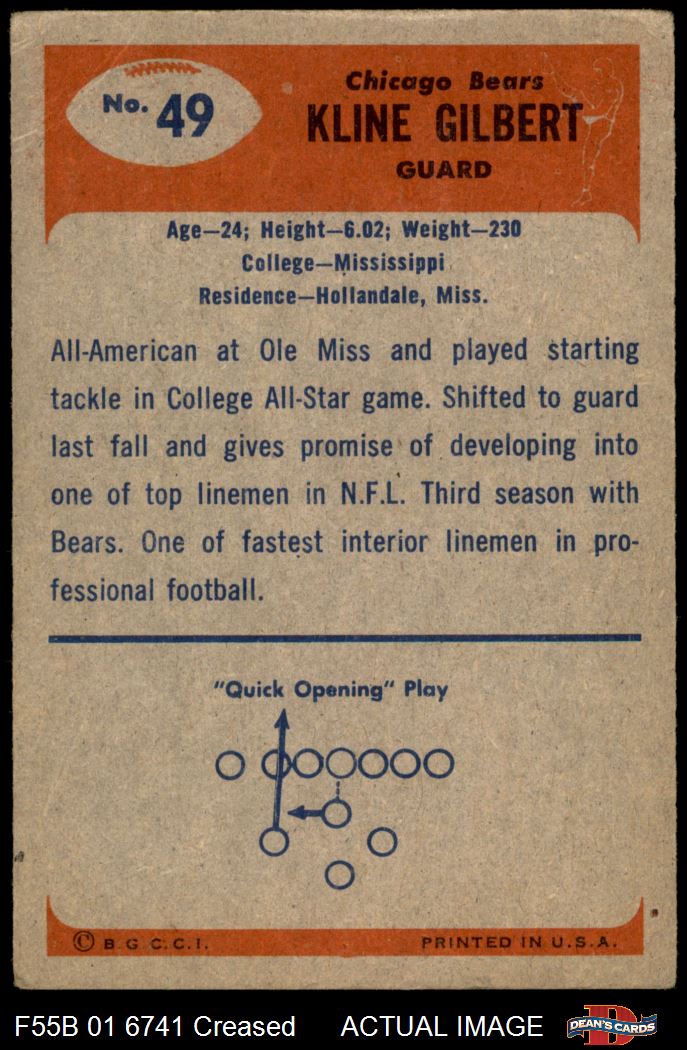 No. 49
Chicago Bears
KLINE GILBERT
GUARD
Age—24; Height—6.02; Weight—230
College—Mississippi
Residence—Hollandale, Miss.
All-American at Ole Miss and played starting
tackle in College All-Star game. Shifted to guard
last fall and gives promise of developing into
one of top linemen in N.F.L. Third season with
Bears. One of fastest interior linemen in pro-
fessional football.
"Quick Opening" Play
© B. G. C. C. I.
PRINTED IN U. S. A.
F55B 01 6741 Creased
ACTUAL IMAGE
D
DEAN'S CARDS